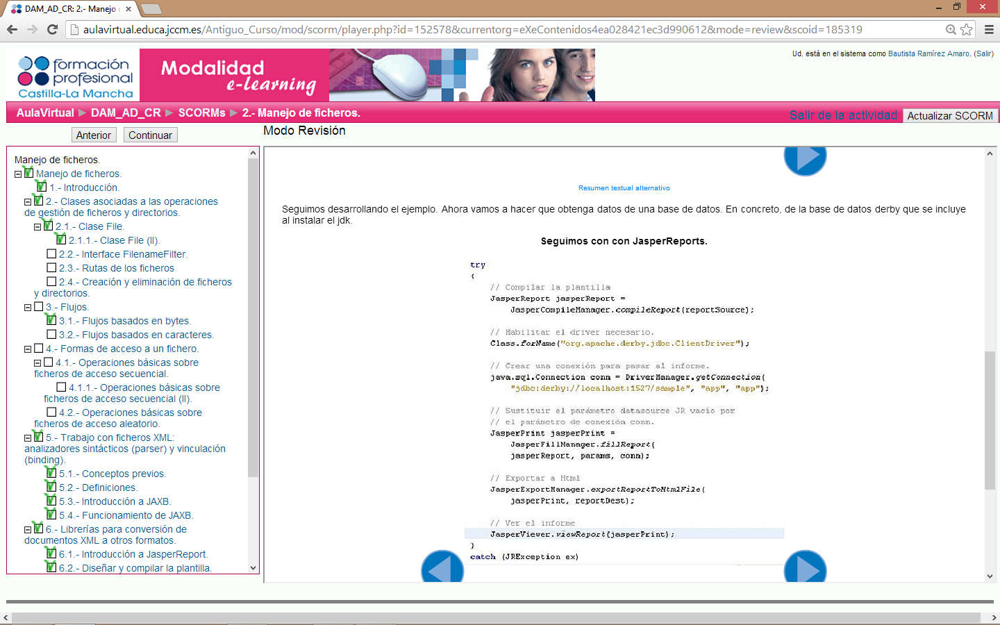 DAM_AD_CR: 2.- Manejo
aulavirtual.educa.jccm.es/Antiguo_Curso/mod/scorm/player.php?id=152578&currentorg=eXeContenidos4ea028421ec3d990612&mode=review&scoid=185319
Ud. está en el sistema como Bautista Ramírez Amaro. (Salir)
formación
profesional
Castilla-La Mancha
Modalidad
e-learning
AulaVirtual ► DAM_AD_CR ► SCORMs ► 2.- Manejo de ficheros.
Salir de la actividad
Actualizar SCORM
Anterior
Continuar
Modo Revisión
Manejo de ficheros.
Manejo de ficheros.
1.- Introducción.
2.- Clases asociadas a las operaciones
de gestión de ficheros y directorios.
2.1.- Clase File.
2.1.1.- Clase File (II).
2.2.- Interface FilenameFilter.
2.3.- Rutas de los ficheros
2.4.- Creación y eliminación de ficheros
y directorios.
3.- Flujos.
3.1.- Flujos basados en bytes.
3.2.- Flujos basados en caracteres.
4.- Formas de acceso a un fichero.
4.1.- Operaciones básicas sobre
ficheros de acceso secuencial.
4.1.1.- Operaciones básicas sobre
ficheros de acceso secuencial (II).
4.2.- Operaciones básicas sobre
ficheros de acceso aleatorio.
5.- Trabajo con ficheros XML:
analizadores sintácticos (parser) y vinculación
(binding).
5.1.- Conceptos previos.
5.2.- Definiciones.
5.3.- Introducción a JAXB.
5.4.- Funcionamiento de JAXB.
6.- Librerías para conversión de
documentos XML a otros formatos.
6.1.- Introducción a JasperReport.
6.2.- Diseñar y compilar la plantilla.
Resumen textual alternativo
Seguimos desarrollando el ejemplo. Ahora vamos a hacer que obtenga datos de una base de datos. En concreto, de la base de datos derby que se incluye
al instalar el jdk.
Seguimos con con JasperReports.
try
{
// Compilar la plantilla
JasperReport jasperReport =
JasperCompileManager.compileReport(reportSource);
// Habilitar el driver necesario.
Class.forName("org.apache.derby.jdbc.ClientDriver");
// Crear una conexión para pasar al informe.
java.sql.Connection conn = DriverManager.getConnection(
"jdbc:derby://localhost:1527/sample", "app", "app");
// Sustituir el parámetro datasource JR vacío por
// el parámetro de conexión conn.
JasperPrint jasperPrint =
JasperFillManager.fillReport(
jasperReport, params, conn);
// Exportar a Html
JasperExportManager.exportReportToHtmlFile(
jasperPrint, reportDest);
// Ver el informe
JasperViewer.viewReport(jasperPrint);
}
catch (JRException ex)